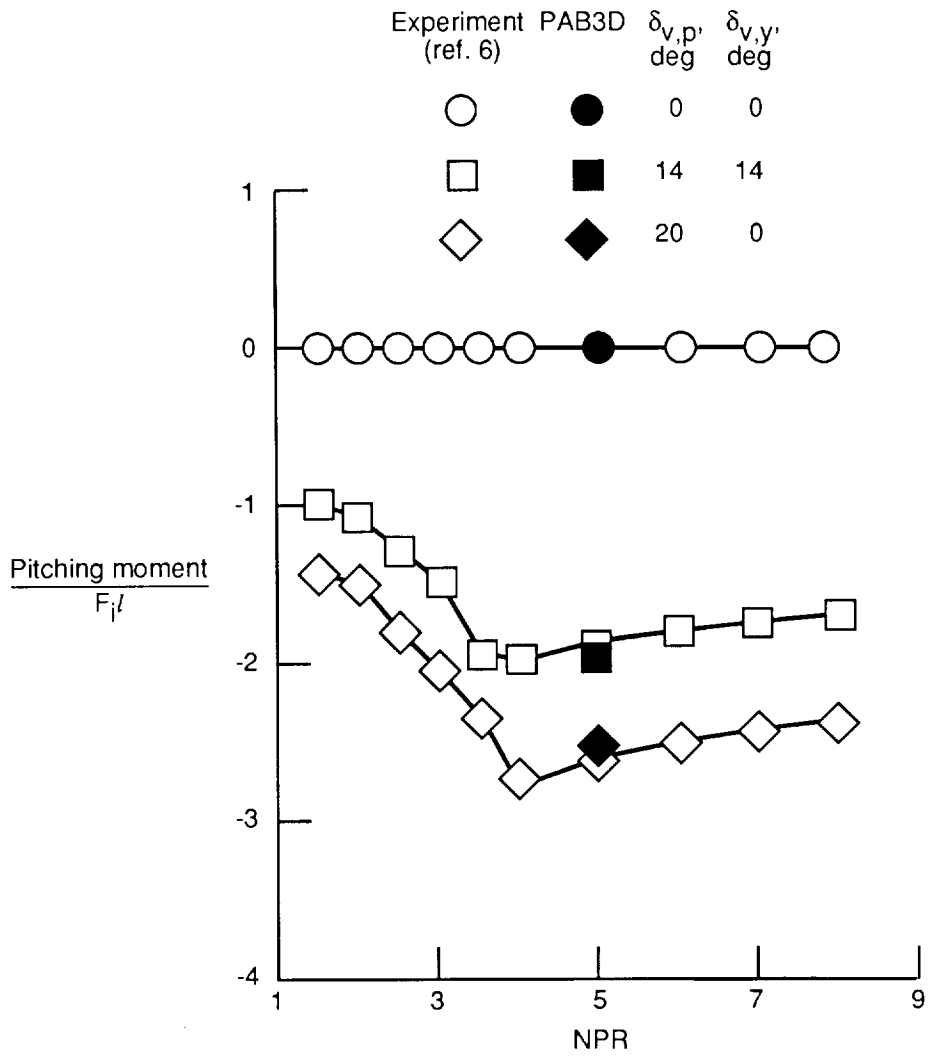 Experiment PAB3D δv,p, δv,y,
(ref. 6) deg deg
0 0
14 14
20 0
1
0
-1
Pitching moment
Fil
-2
-3
-4
1 3 5 7 9
NPR